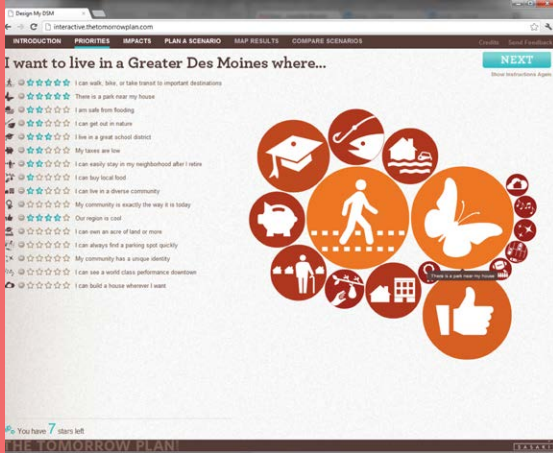 Design My DSM
interactive.thetomorrowplan.com
INTRODUCTION PRIORITIES IMPACTS PLAN A SCENARIO MAP RESULTS COMPARE SCENARIOS Credits Send Feedback
I want to live in a Greater Des Moines where...
NEXT
Show Instructions Again
I can walk, bike, or take transit to important destinations
There is a park near my house
I am safe from flooding
I can get out in nature
I live in a great school district
My taxes are low
I can easily stay in my neighborhood after I retire
I can buy local food
I can live in a diverse community
My community is exactly the way it is today
Our region is cool
I can own an acre of land or more
I can always find a parking spot quickly
My community has a unique identity
I can see a world class performance downtown
I can build a house wherever I want
There is a park near my house
You have 7 stars left
THE TOMORROW PLAN!
SASAKI